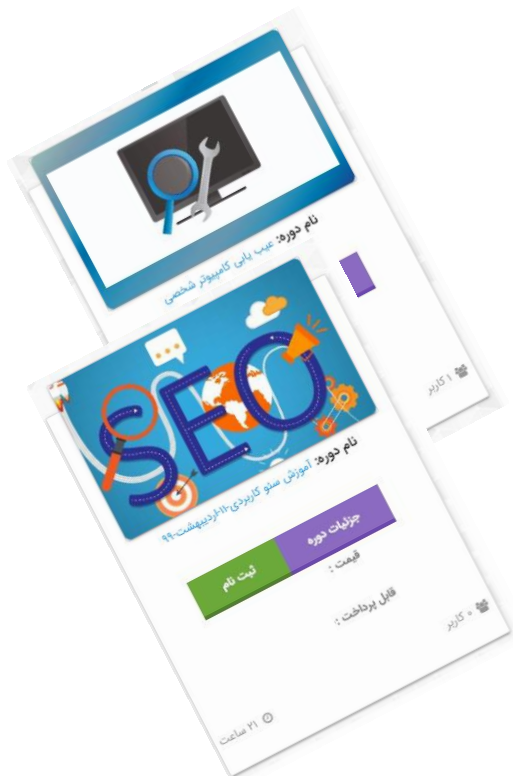 نام دوره: عیب یابی کامپیوتر شخصی
۱ کاربر
SEO
نام دوره: آموزش سئو کاربردی-۱۱-اردیبهشت-۹۹
جزئیات دوره
ثبت نام
قیمت :
قابل پرداخت :
۰ کاربر
۲۱ ساعت